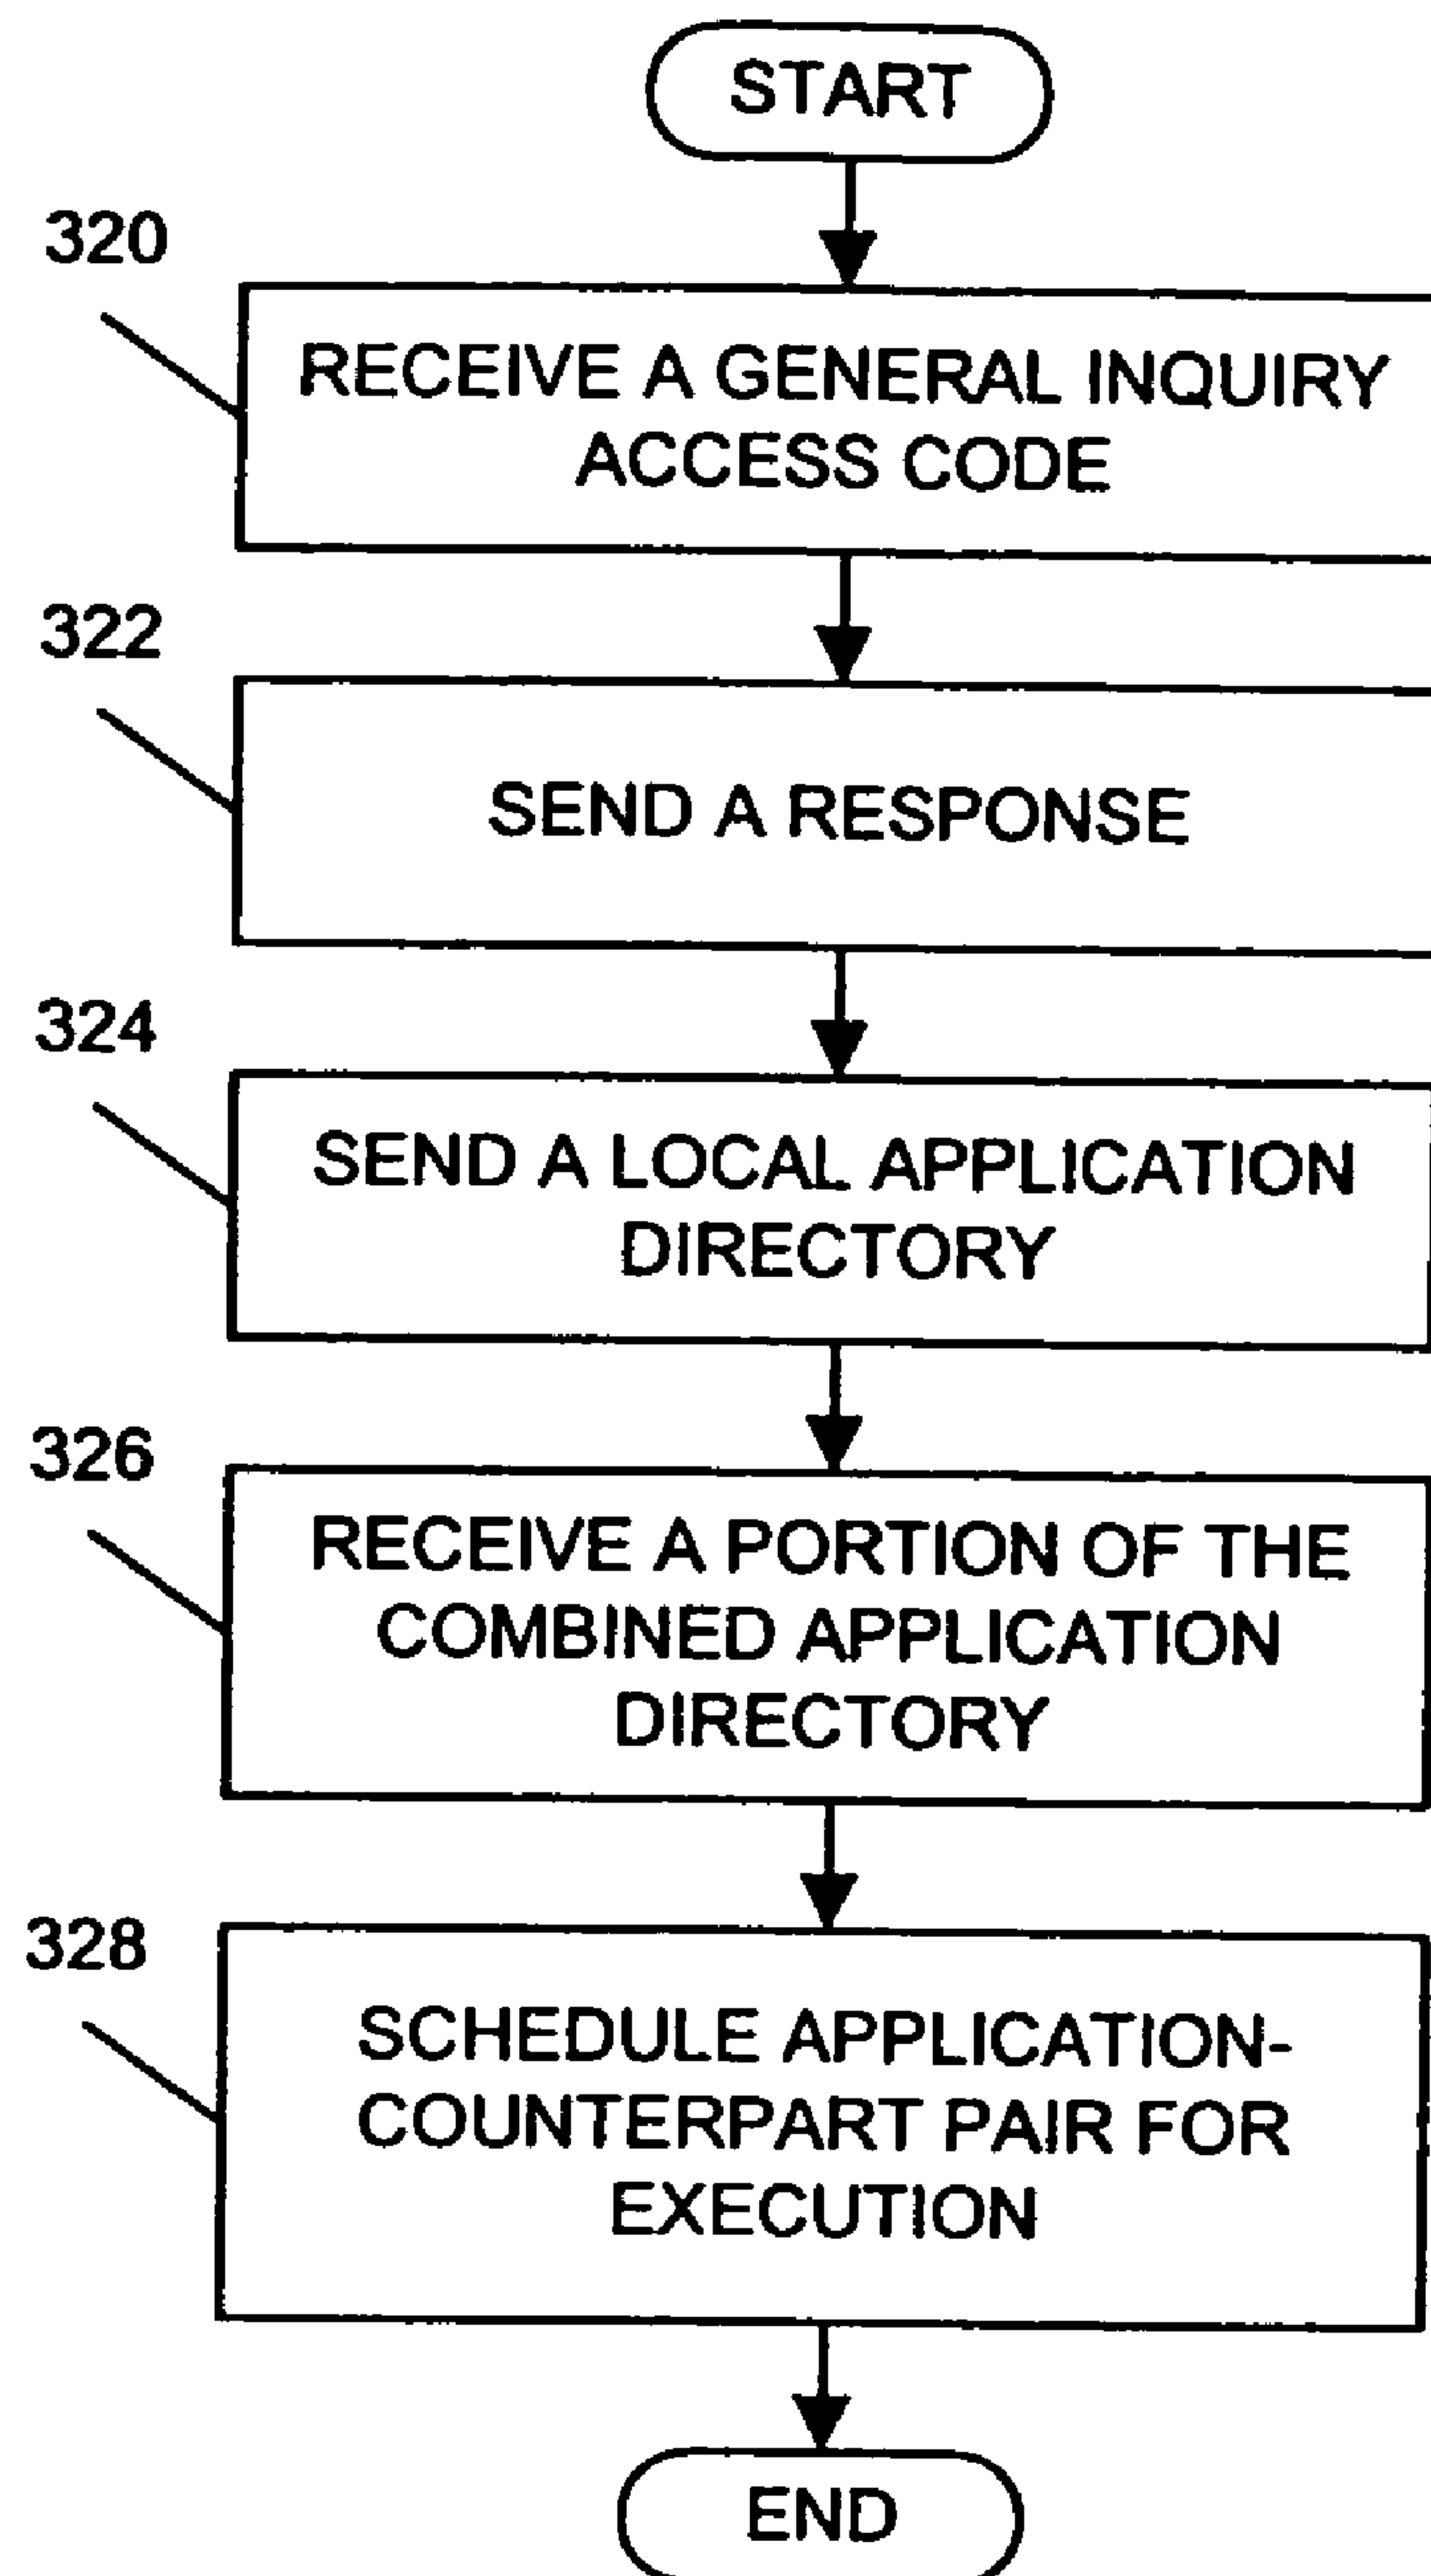 START
320
RECEIVE A GENERAL INQUIRY
ACCESS CODE
322
SEND A RESPONSE
324
SEND A LOCAL APPLICATION
DIRECTORY
326
RECEIVE A PORTION OF THE
COMBINED APPLICATION
DIRECTORY
328
SCHEDULE APPLICATION-
COUNTERPART PAIR FOR
EXECUTION
END